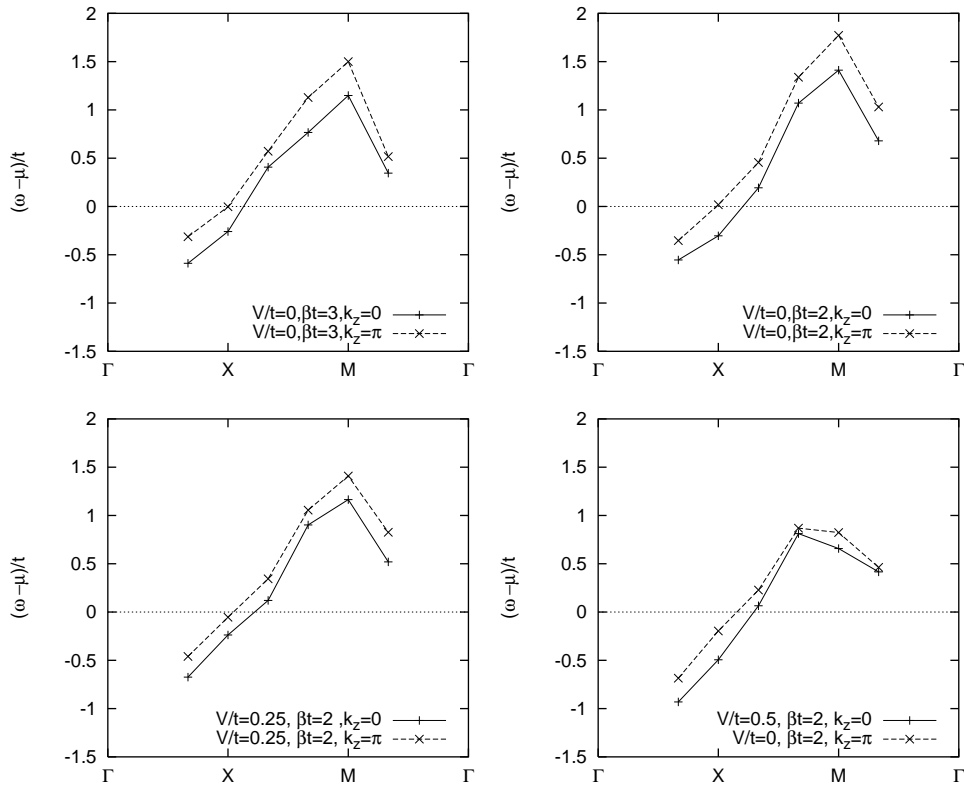 2
1.5
1
0.5
0
-0.5
-1
-1.5
(ω−μ)/t
Γ X M Γ
V/t=0,βt=3,k_z=0
V/t=0,βt=3,k_z=π
2
1.5
1
0.5
0
-0.5
-1
-1.5
(ω−μ)/t
Γ X M Γ
V/t=0,βt=2,k_z=0
V/t=0,βt=2,k_z=π
2
1.5
1
0.5
0
-0.5
-1
-1.5
(ω−μ)/t
Γ X M Γ
V/t=0.25, βt=2 ,k_z=0
V/t=0.25, βt=2, k_z=π
2
1.5
1
0.5
0
-0.5
-1
-1.5
(ω−μ)/t
Γ X M Γ
V/t=0.5, βt=2 ,k_z=0
V/t=0, βt=2, k_z=π